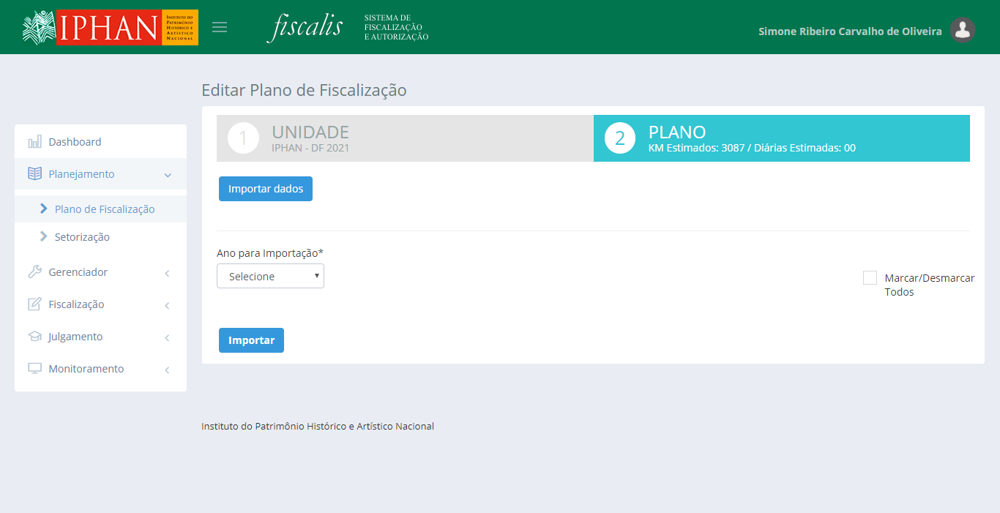 IPHAN
INSTITUTO DO
PATRIMÔNIO
HISTÓRICO E
ARTÍSTICO
NACIONAL
fiscalis
SISTEMA DE
FISCALIZAÇÃO
E AUTORIZAÇÃO
Simone Ribeiro Carvalho de Oliveira
Editar Plano de Fiscalização
Dashboard
Planejamento
Plano de Fiscalização
Setorização
Gerenciador
Fiscalização
Julgamento
Monitoramento
1
UNIDADE
IPHAN - DF 2021
2
PLANO
KM Estimados: 3087 / Diárias Estimadas: 00
Importar dados
Ano para Importação*
Selecione
Marcar/Desmarcar
Todos
Importar
Instituto do Patrimônio Histórico e Artístico Nacional